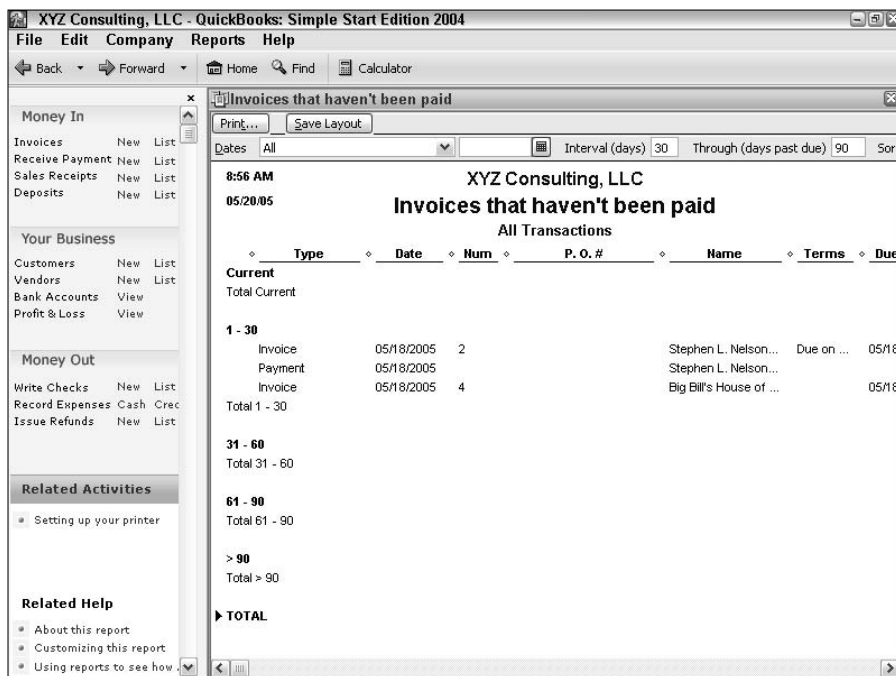 XYZ Consulting, LLC - QuickBooks: Simple Start Edition 2004
File Edit Company Reports Help
Back Forward Home Find Calculator
Money In
Invoices New List
Receive Payment New List
Sales Receipts New List
Deposits New List
Your Business
Customers New List
Vendors New List
Bank Accounts View
Profit & Loss View
Money Out
Write Checks New List
Record Expenses Cash Crec
Issue Refunds New List
Related Activities
Setting up your printer
Related Help
About this report
Customizing this report
Using reports to see how .
Invoices that haven't been paid
Print... Save Layout
Dates All Interval (days) 30 Through (days past due) 90 Sor
8:56 AM XYZ Consulting, LLC
05/20/05 Invoices that haven't been paid
All Transactions
Type Date Num P. O. # Name Terms Due
Current
Total Current
1 - 30
Invoice 05/18/2005 2 Stephen L. Nelson... Due on ... 05/18
Payment 05/18/2005 Stephen L. Nelson...
Invoice 05/18/2005 4 Big Bill's House of ... 05/18
Total 1 - 30
31 - 60
Total 31 - 60
61 - 90
Total 61 - 90
> 90
Total > 90
TOTAL